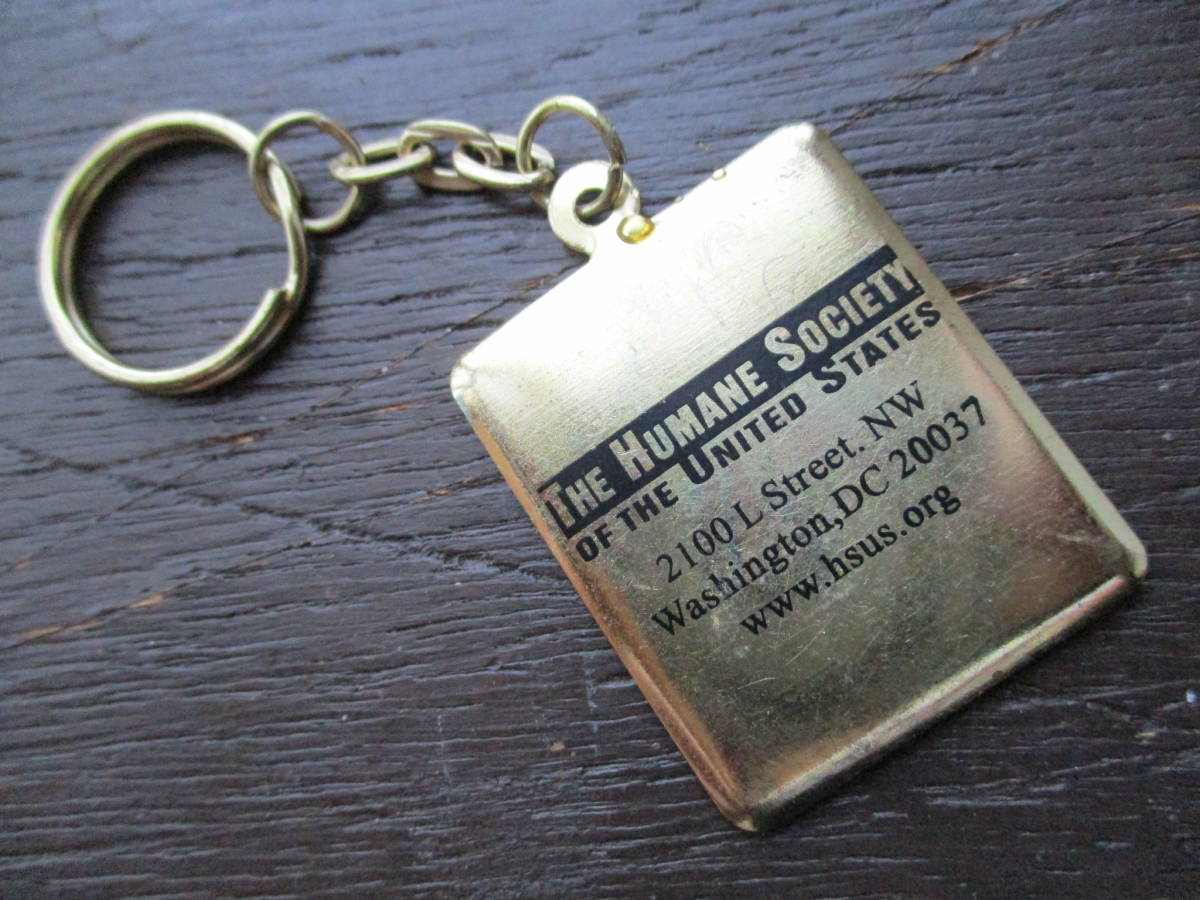 THE HUMANE SOCIETY
OF THE UNITED STATES
2100 L Street. NW
Washington,DC 20037
www.hsus.org